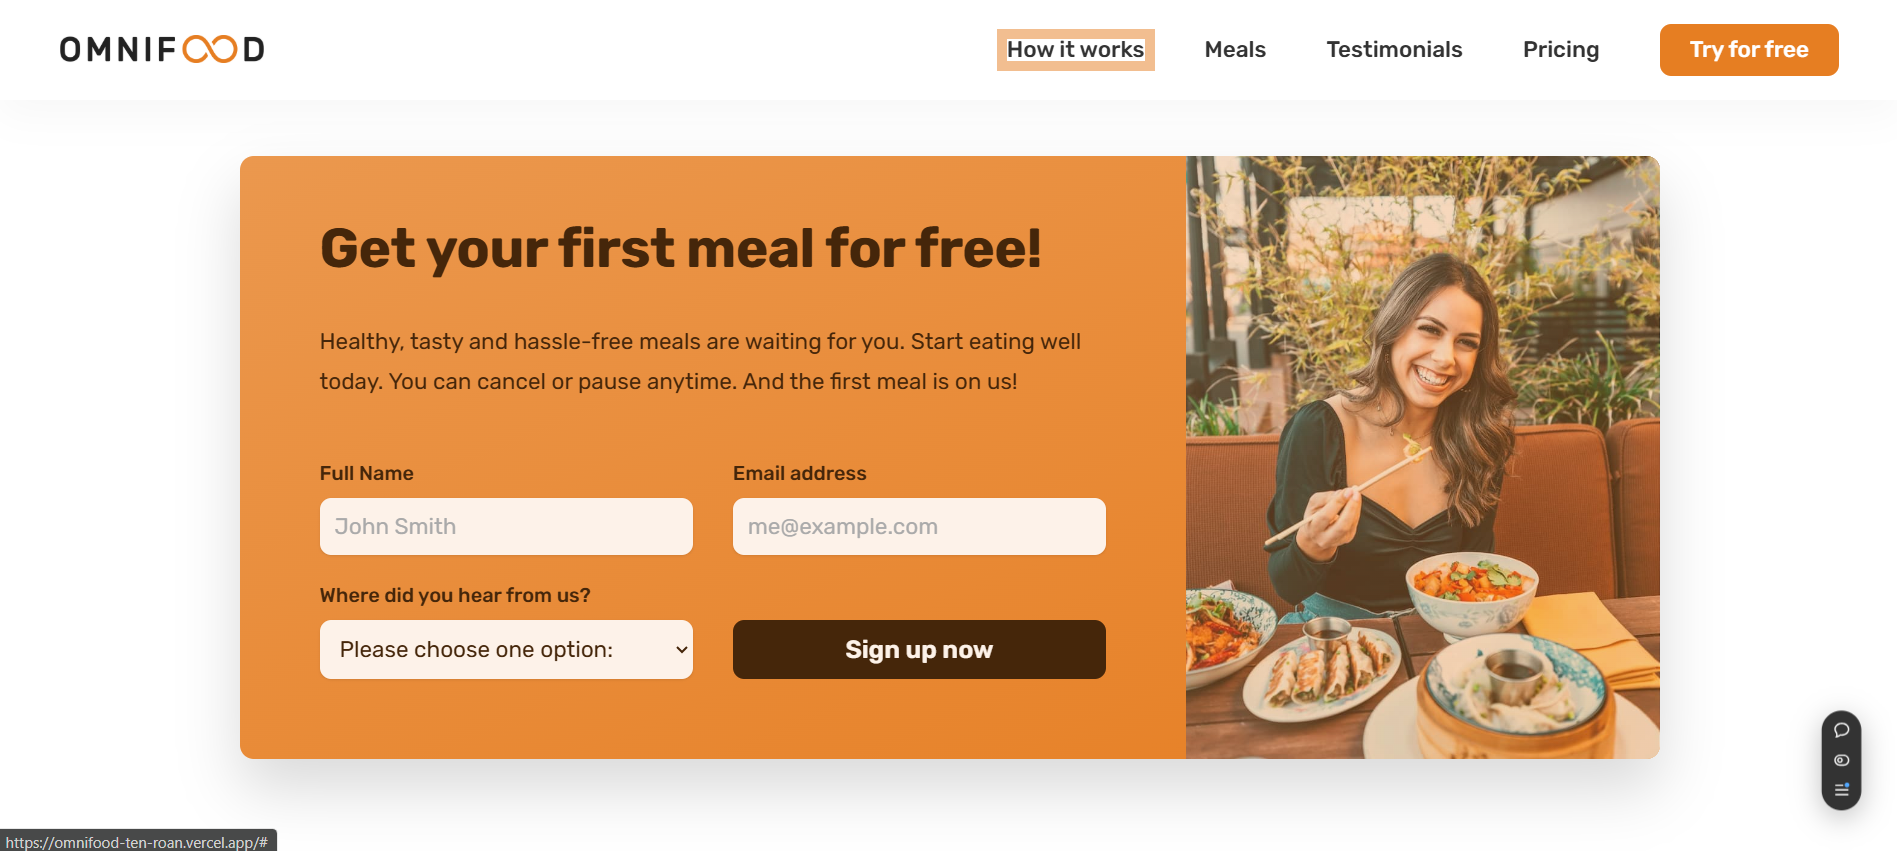 OMNIFOOD
How it works
Meals
Testimonials
Pricing
Try for free
Get your first meal for free!
Healthy, tasty and hassle-free meals are waiting for you. Start eating well
today. You can cancel or pause anytime. And the first meal is on us!
Full Name
Email address
John Smith
me@example.com
Where did you hear from us?
Please choose one option:
Sign up now
https://omnifood-ten-roan.vercel.app/#